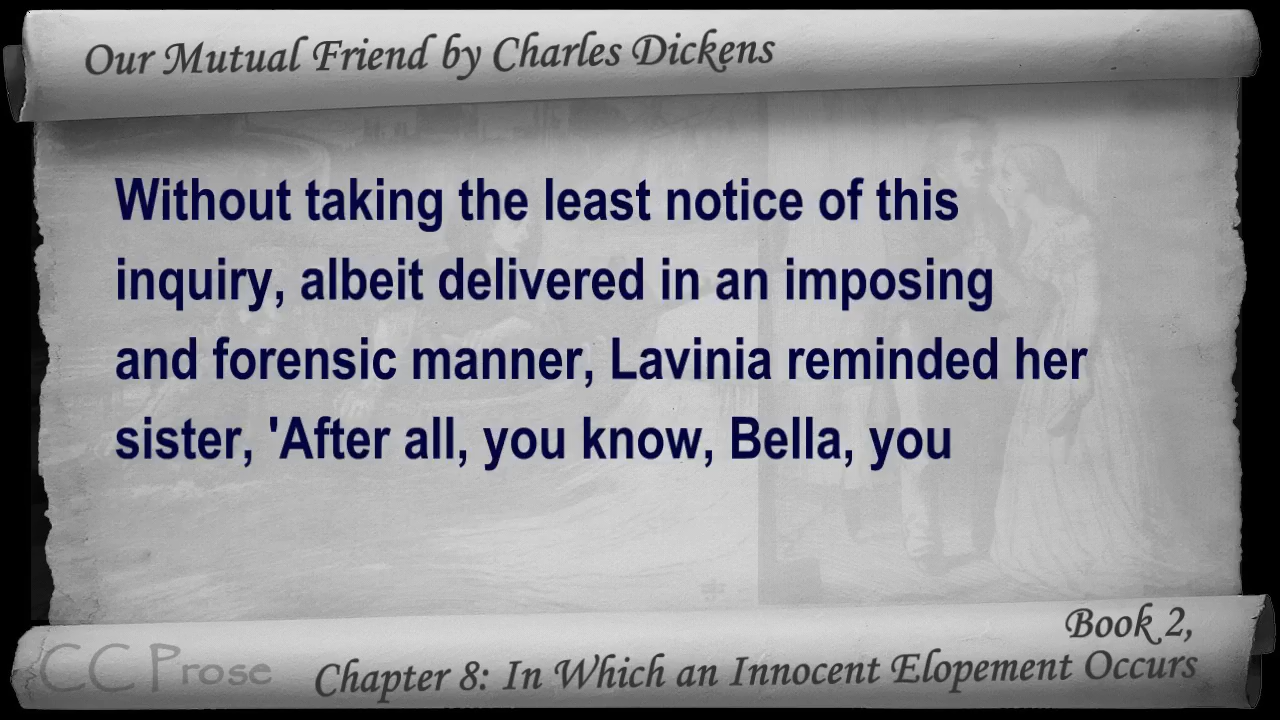 Our Mutual Friend by Charles Dickens
Without taking the least notice of this
inquiry, albeit delivered in an imposing
and forensic manner, Lavinia reminded her
sister, 'After all, you know, Bella, you
Book 2,
CC Prose
Chapter 8: In Which an Innocent Elopement Occurs